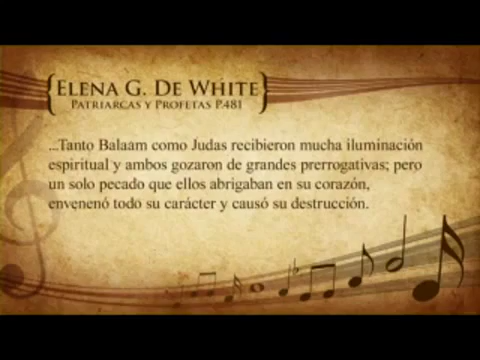 {ELENA G. DE WHITE}
PATRIARCAS Y PROFETAS P.481
...Tanto Balaam como Judas recibieron mucha iluminación
espiritual y ambos gozaron de grandes prerrogativas; pero
un solo pecado que ellos abrigaban en su corazón,
envenenó todo su carácter y causó su destrucción.